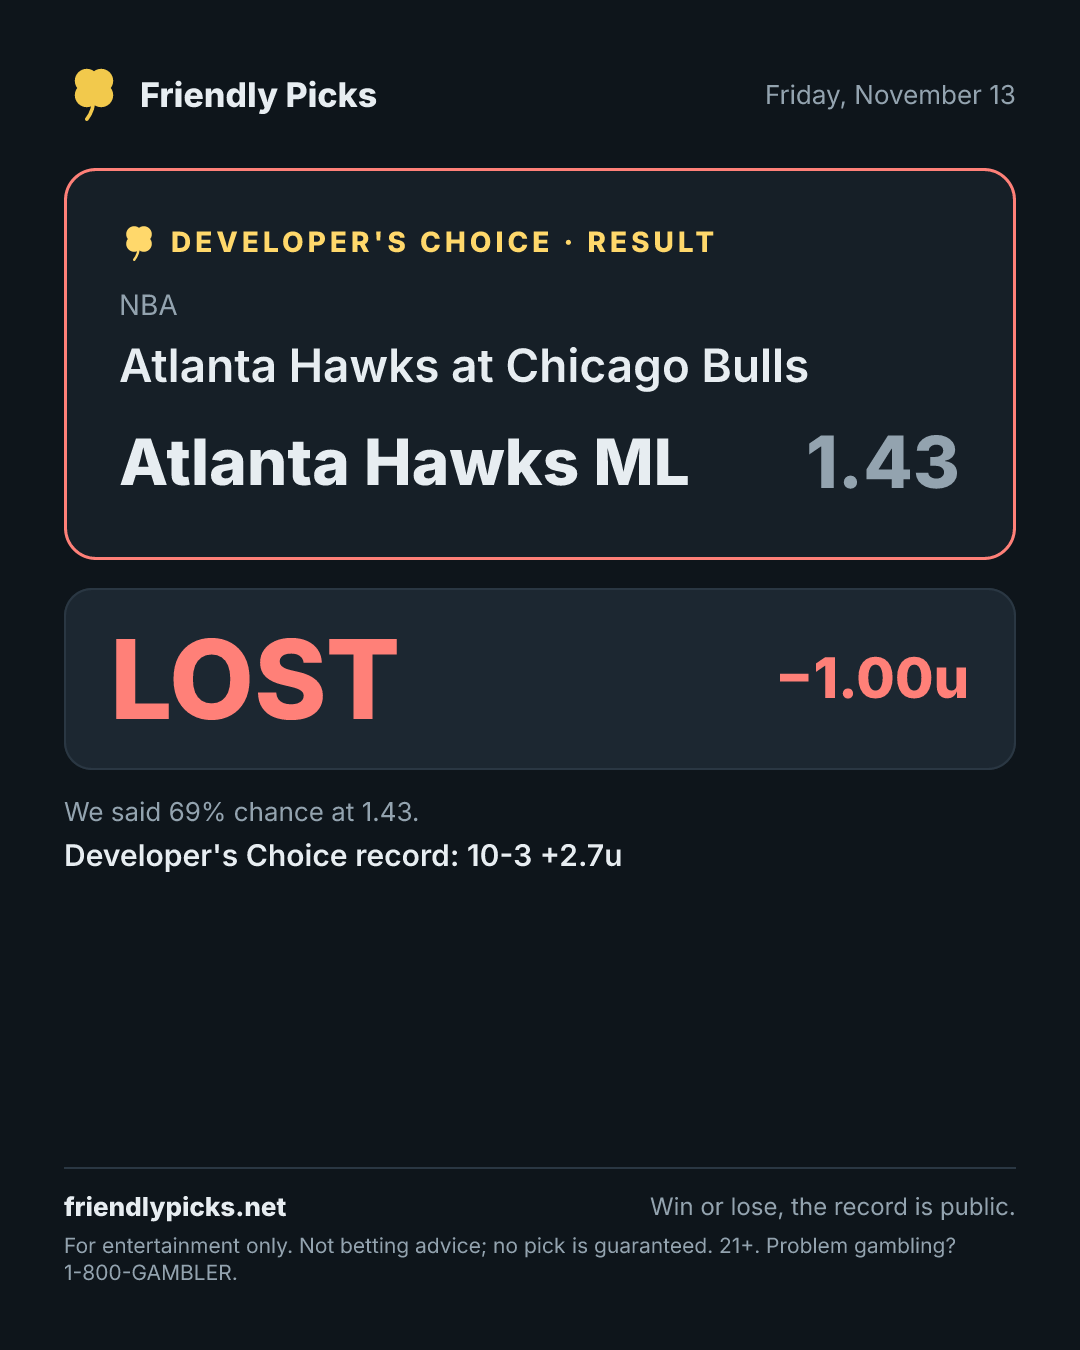 Friendly Picks
Friday, November 13
DEVELOPER'S CHOICE · RESULT
NBA
Atlanta Hawks at Chicago Bulls
Atlanta Hawks ML 1.43
LOST −1.00u
We said 69% chance at 1.43.
Developer's Choice record: 10-3 +2.7u
friendlypicks.net
Win or lose, the record is public.
For entertainment only. Not betting advice; no pick is guaranteed. 21+. Problem gambling?
1-800-GAMBLER.